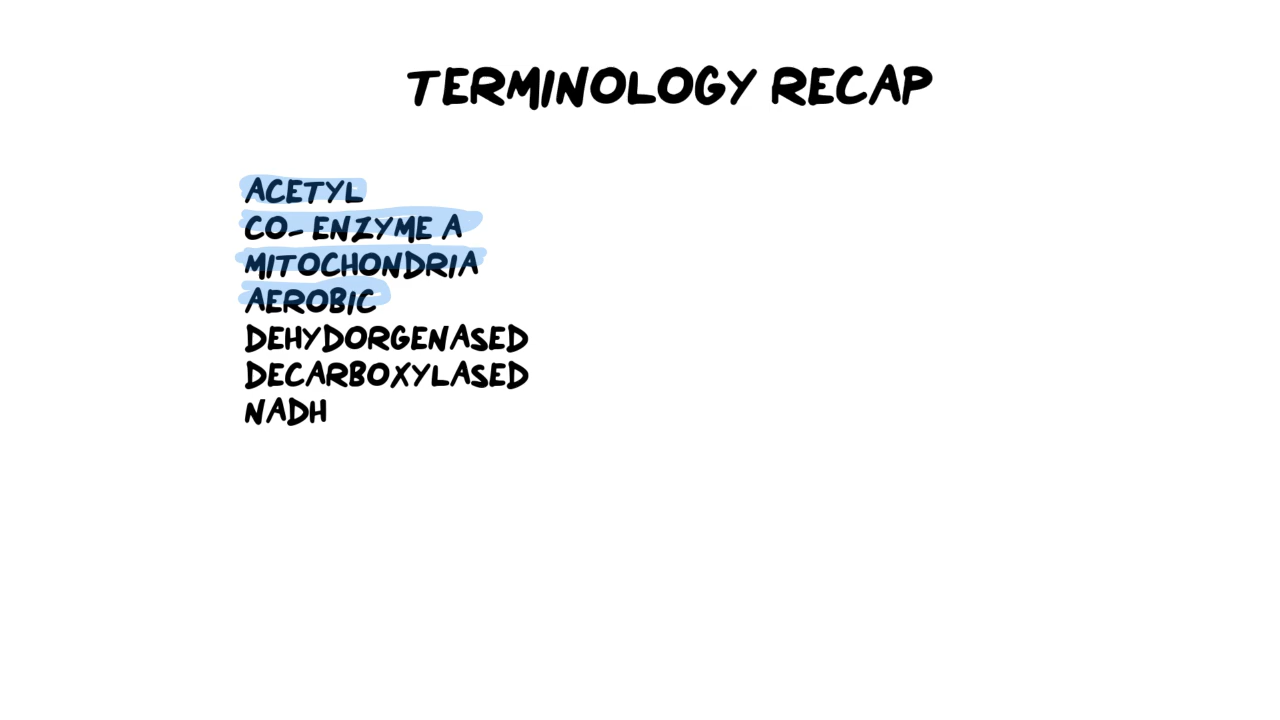 TERMINOLOGY RECAP
ACETYL
CO- ENZYME A
MITOCHONDRIA
AEROBIC
DEHYDORGENASED
DECARBOXYLASED
NADH